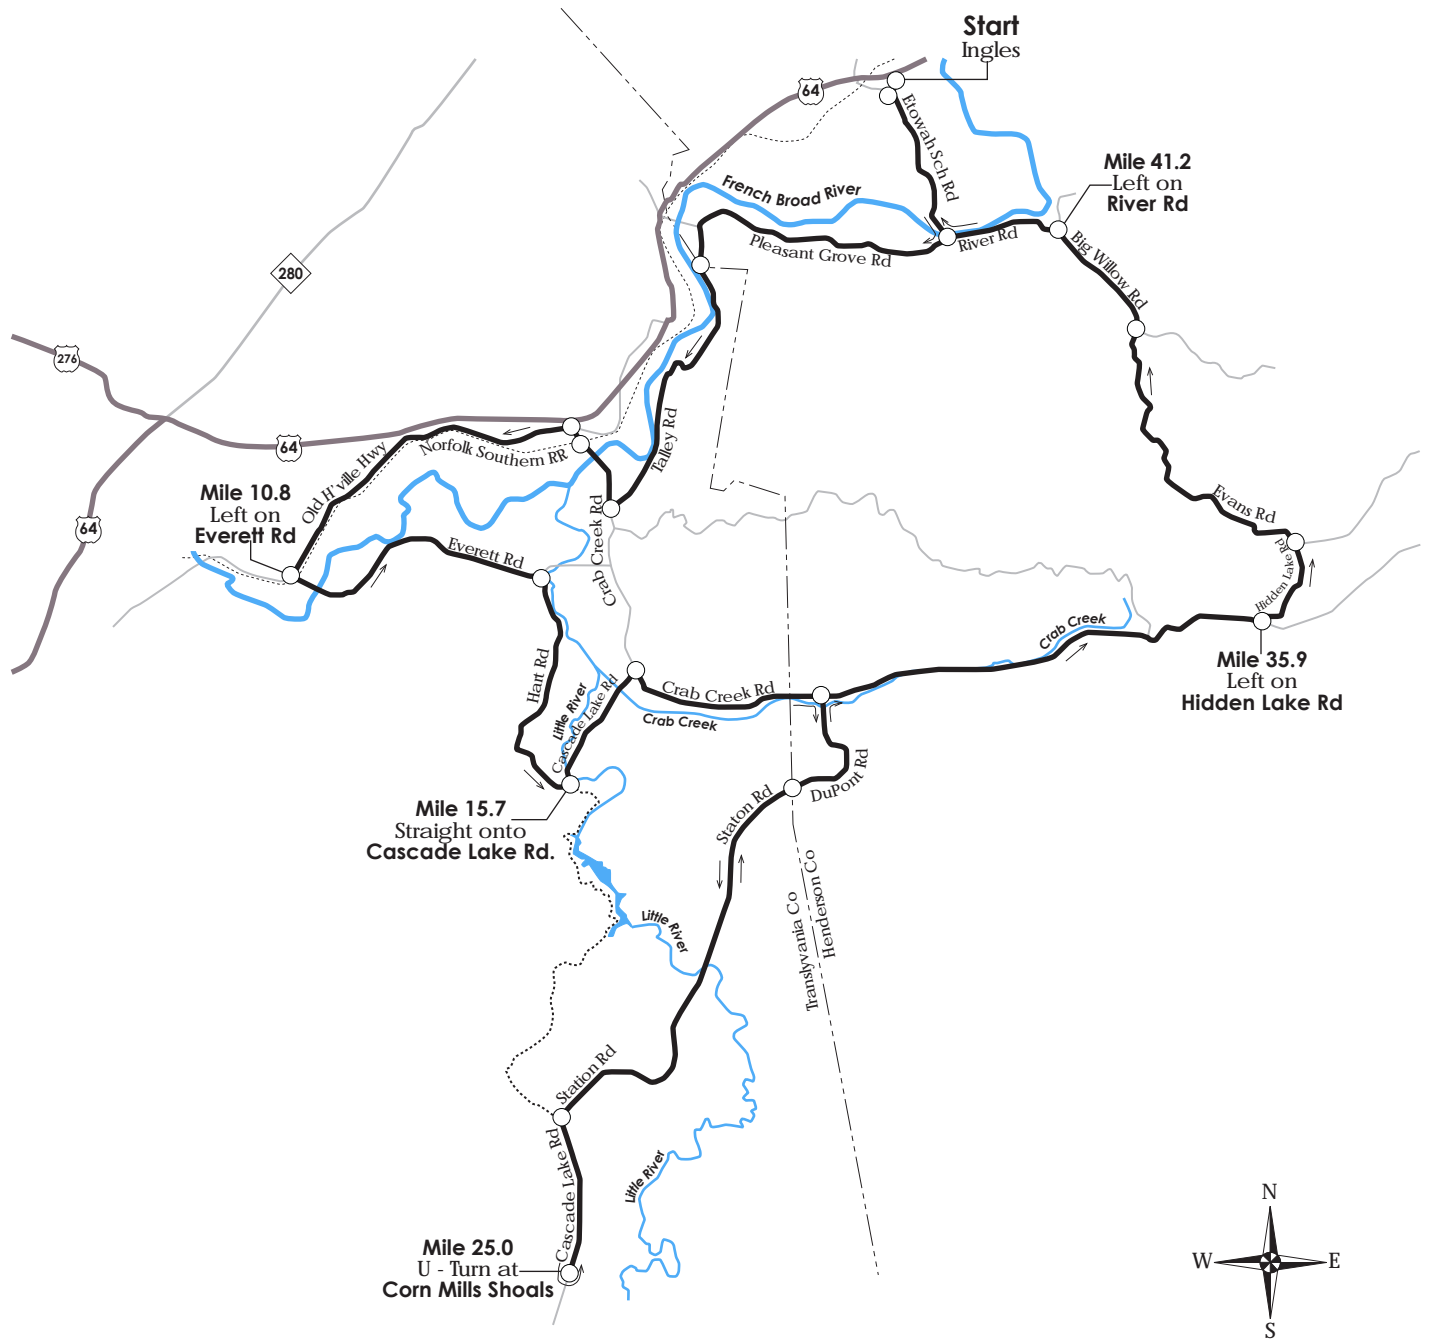 Start
Ingles
64
Etowah Sch Rd
Mile 41.2
Left on
River Rd
French Broad River
River Rd
Pleasant Grove Rd
Big Willow Rd
280
276
64
Talley Rd
Norfolk Southern RR
Old H'ville Hwy
Mile 10.8
Left on
Everett Rd
64
Evans Rd
Everett Rd
Crab Creek Rd
Hidden Lake Rd
Crab Creek
Mile 35.9
Left on
Hidden Lake Rd
Hart Rd
Little River
Cascade Lake Rd
Crab Creek Rd
Crab Creek
DuPont Rd
Staton Rd
Mile 15.7
Straight onto
Cascade Lake Rd.
Translyvania Co
Henderson Co
Little River
Station Rd
Cascade Lake Rd
Little River
Mile 25.0
U - Turn at
Corn Mills Shoals
N
W
E
S